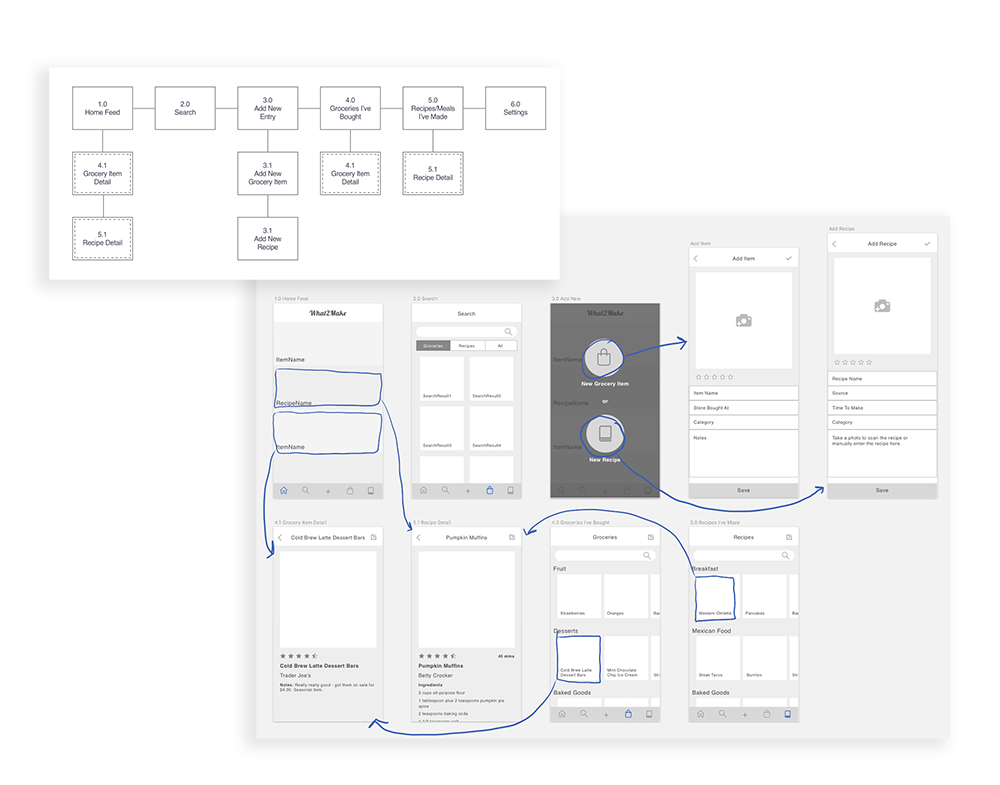 1.0
Home Feed
2.0
Search
3.0
Add New
Entry
4.0
Groceries I've
Bought
5.0
Recipes/Meals
I've Made
6.0
Settings
4.1
Grocery Item
Detail
3.1
Add New
Grocery Item
4.1
Grocery Item
Detail
5.1
Recipe Detail
5.1
Recipe Detail
3.1
Add New
Recipe
Add Item
Add Item
Item Name
Store Bought At
Category
Notes
Save
Add Recipe
Add Recipe
Recipe Name
Source
Time To Make
Category
Take a photo to scan the recipe or
manually enter the recipe here.
Save
1.0 Home Feed
What2Make
ItemName
RecipeName
ItemName
2.0 Search
Search
Groceries Recipes All
SearchResult1 SearchResult2
SearchResult3 SearchResult4
3.0 Add New
What2Make
ItemName
New Grocery Item
or
RecipeName
ItemName
New Recipe
4.1 Grocery Item Detail
Cold Brew Latte Dessert Bars
Cold Brew Latte Dessert Bars
Trader Joe's
Notes: Really really good - got them on sale for
$4.00. Seasonal item.
5.1 Recipe Detail
Pumpkin Muffins
45 mins
Pumpkin Muffins
Betty Crocker
Ingredients
3 cups all-purpose flour
1 tablespoon plus 2 teaspoons pumpkin pie
spice
2 teaspoons baking soda
4.0 Groceries I've Bought
Groceries
Fruit
Strawberries Oranges
Desserts
Cold Brew Latte
Dessert Bars
Mint Chocolate
Chip Ice Cream
Baked Goods
5.0 Recipes I've Made
Recipes
Breakfast
Western Omlette Pancakes
Mexican Food
Steak Tacos Burritos
Baked Goods